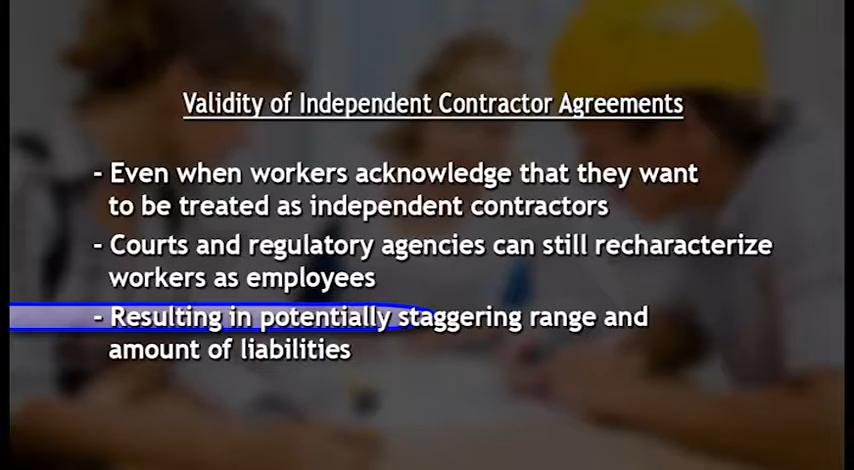 Validity of Independent Contractor Agreements
- Even when workers acknowledge that they want
to be treated as independent contractors
- Courts and regulatory agencies can still recharacterize
workers as employees
- Resulting in potentially staggering range and
amount of liabilities